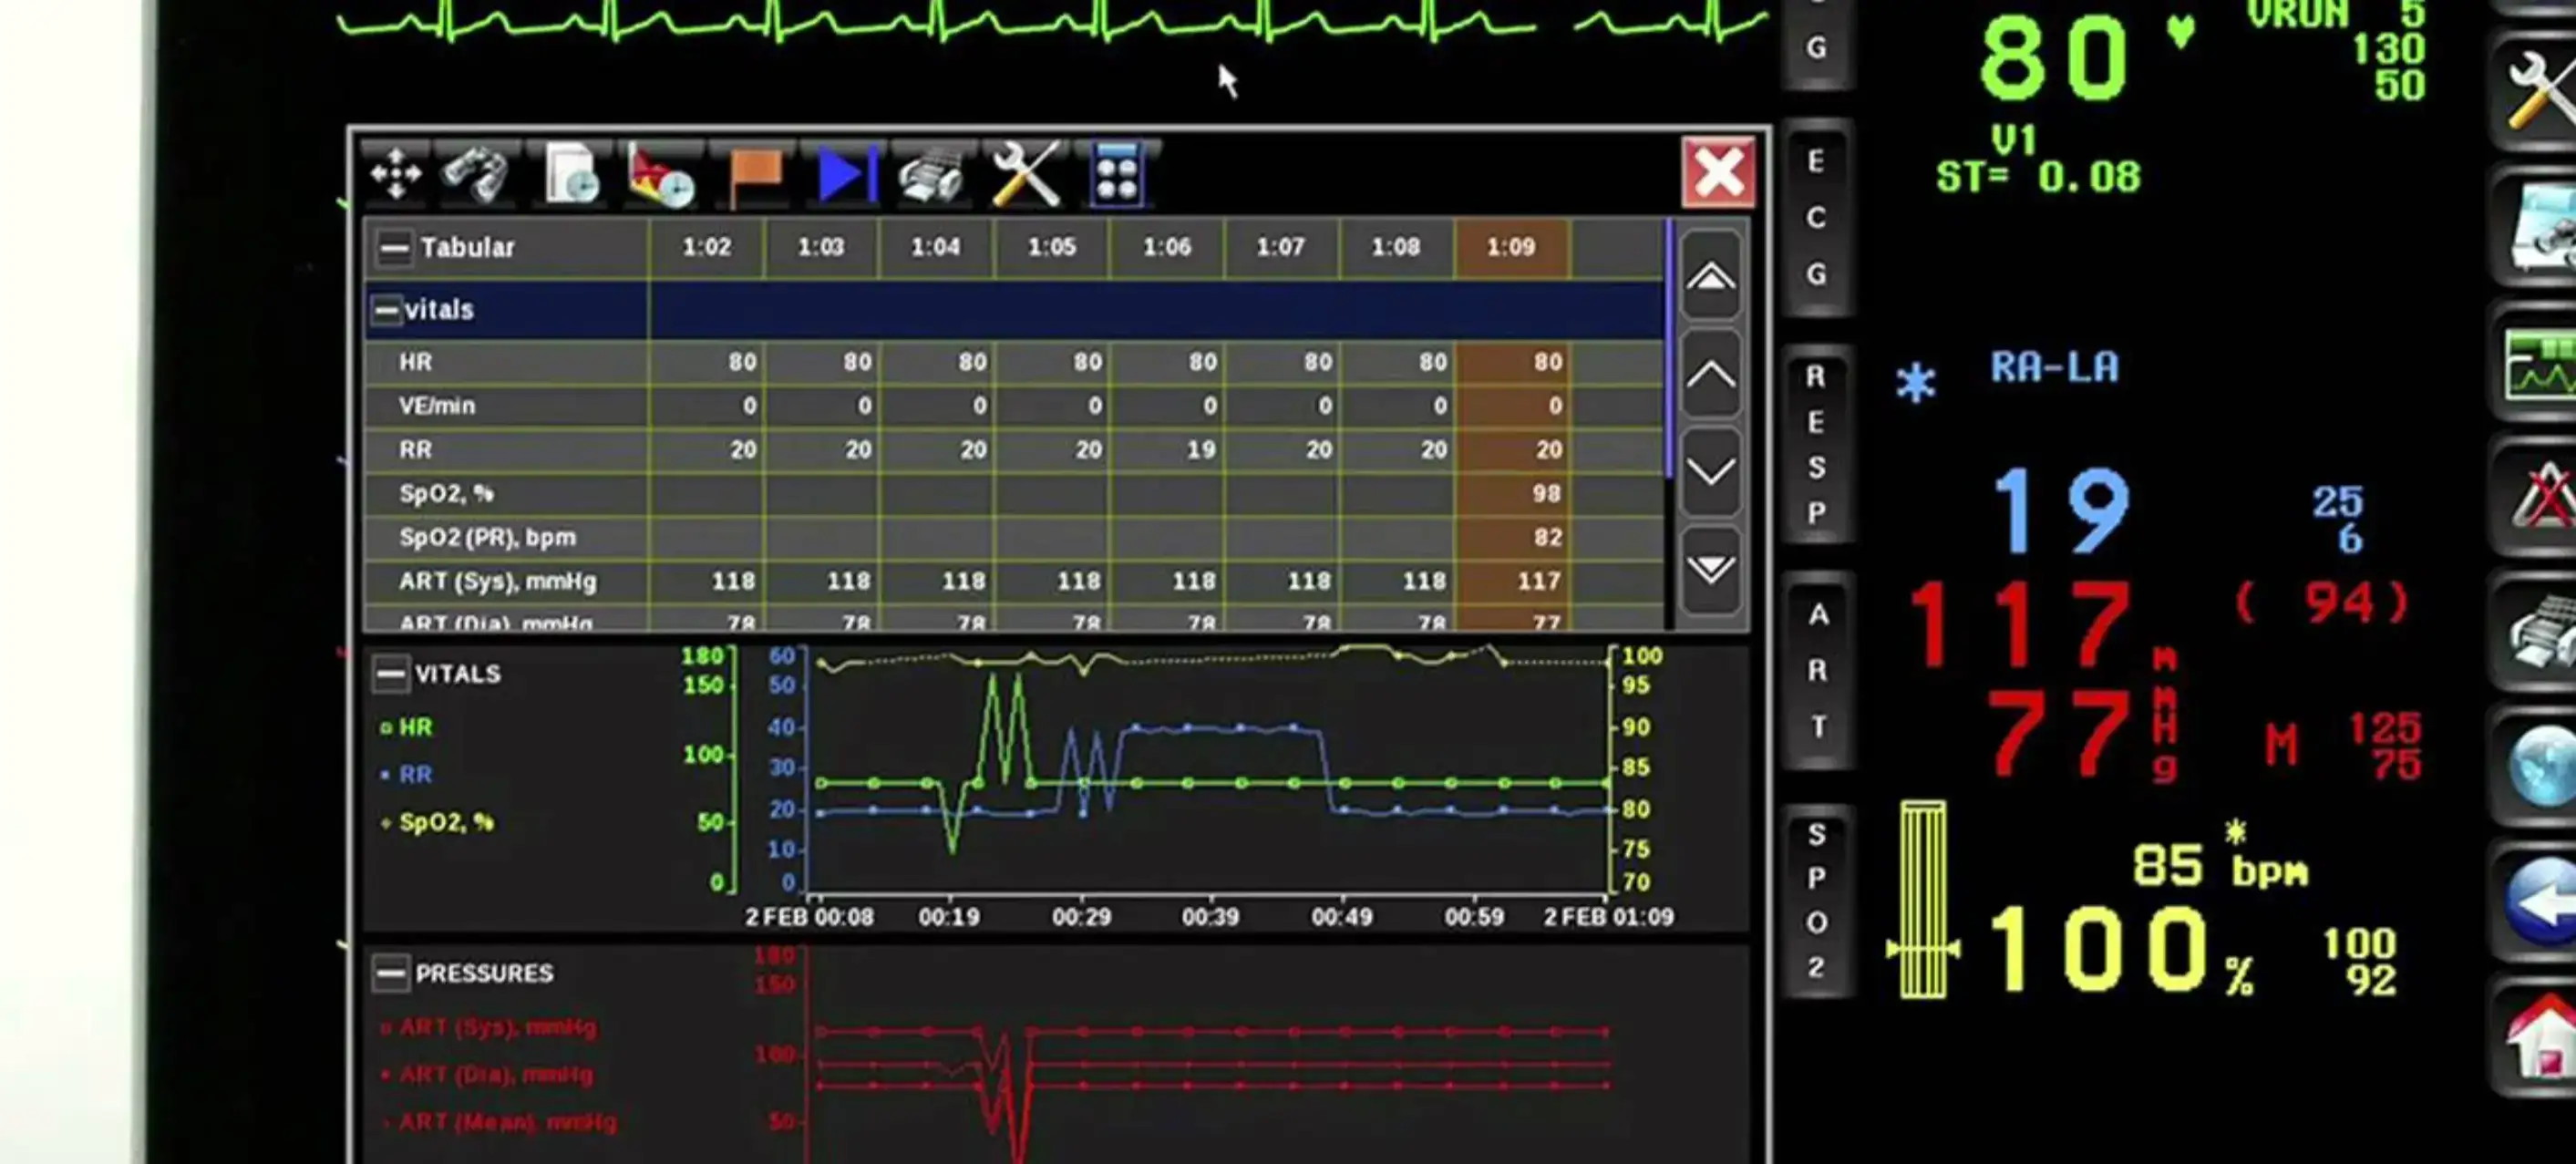 G
80 ♥
VRUN 5
130
50
V1
ST= 0.08
E
C
G
Tabular 1:02 1:03 1:04 1:05 1:06 1:07 1:08 1:09
vitals
HR 80 80 80 80 80 80 80 80
VE/min 0 0 0 0 0 0 0 0
RR 20 20 20 20 19 20 20 20
SpO2, % 98
SpO2 (PR), bpm 82
ART (Sys), mmHg 118 118 118 118 118 118 118 117
ART (Dia), mmHg 78 78 78 78 78 78 78 77
VITALS
HR
RR
SpO2, %
180
150
100
50
0
60
50
40
30
20
10
0
100
95
90
85
80
75
70
2 FEB 00:08 00:19 00:29 00:39 00:49 00:59 2 FEB 01:09
PRESSURES
ART (Sys), mmHg
ART (Dia), mmHg
ART (Mean), mmHg
180
150
100
50
R
E
S
P
* RA-LA
19
25
6
A
R
T
117 (94)
77
mmHg
M 125
75
S
P
O
2
*
85 bpm
100 %
100
92